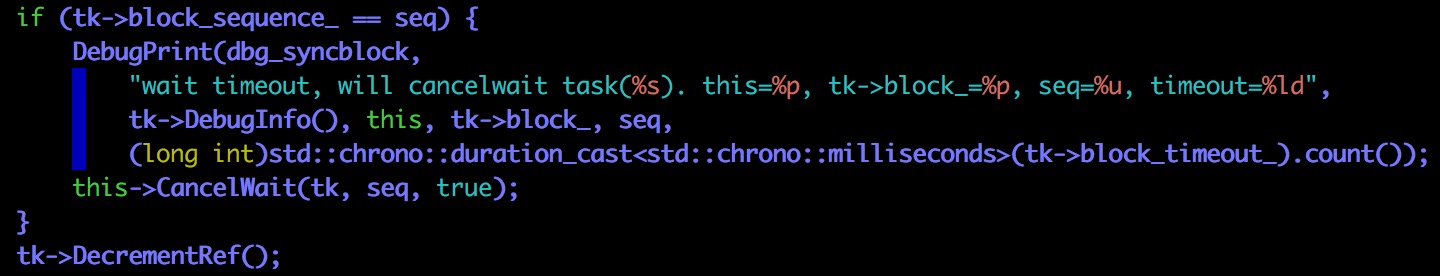 if (tk->block_sequence_ == seq) {
    DebugPrint(dbg_syncblock,
        "wait timeout, will cancelwait task(%s). this=%p, tk->block_=%p, seq=%u, timeout=%ld",
        tk->DebugInfo(), this, tk->block_, seq,
        (long int)std::chrono::duration_cast<std::chrono::milliseconds>(tk->block_timeout_).count());
    this->CancelWait(tk, seq, true);
}
tk->DecrementRef();